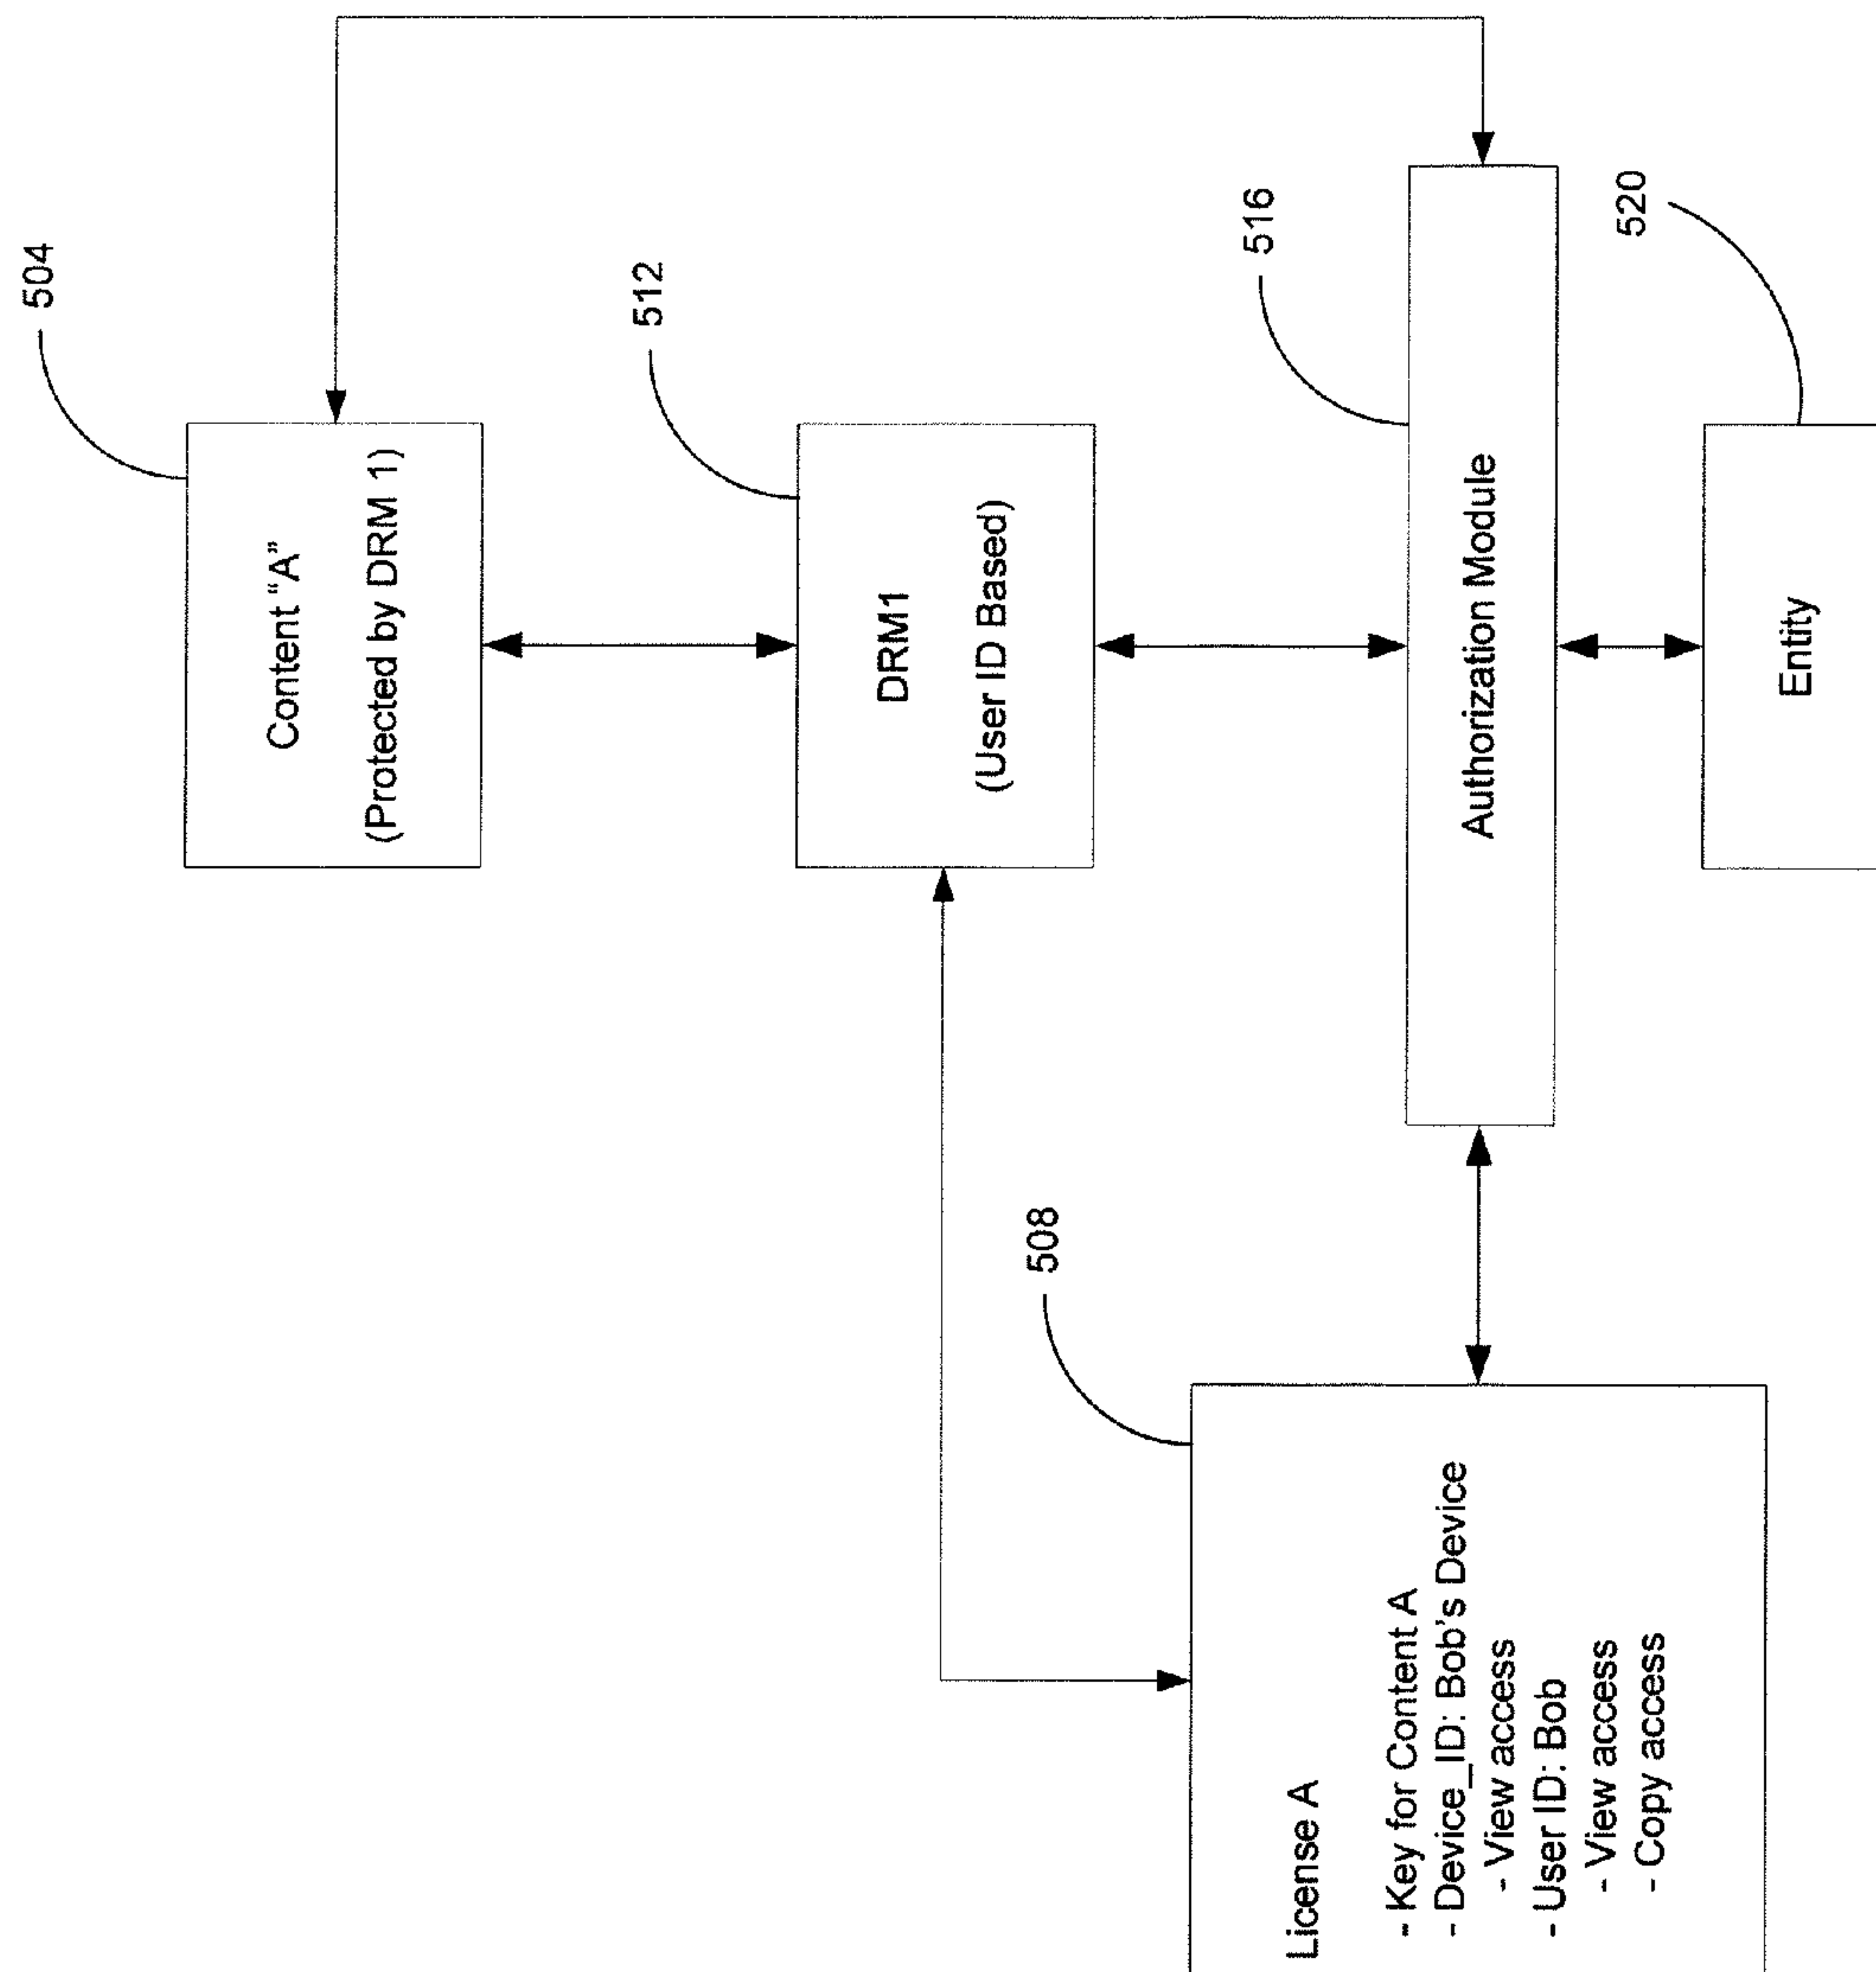 504
Content “A”
(Protected by DRM 1)
512
DRM1
(User ID Based)
516
Authorization Module
520
Entity
508
License A
- Key for Content A
- Device_ID: Bob’s Device
- View access
- User ID: Bob
- View access
- Copy access